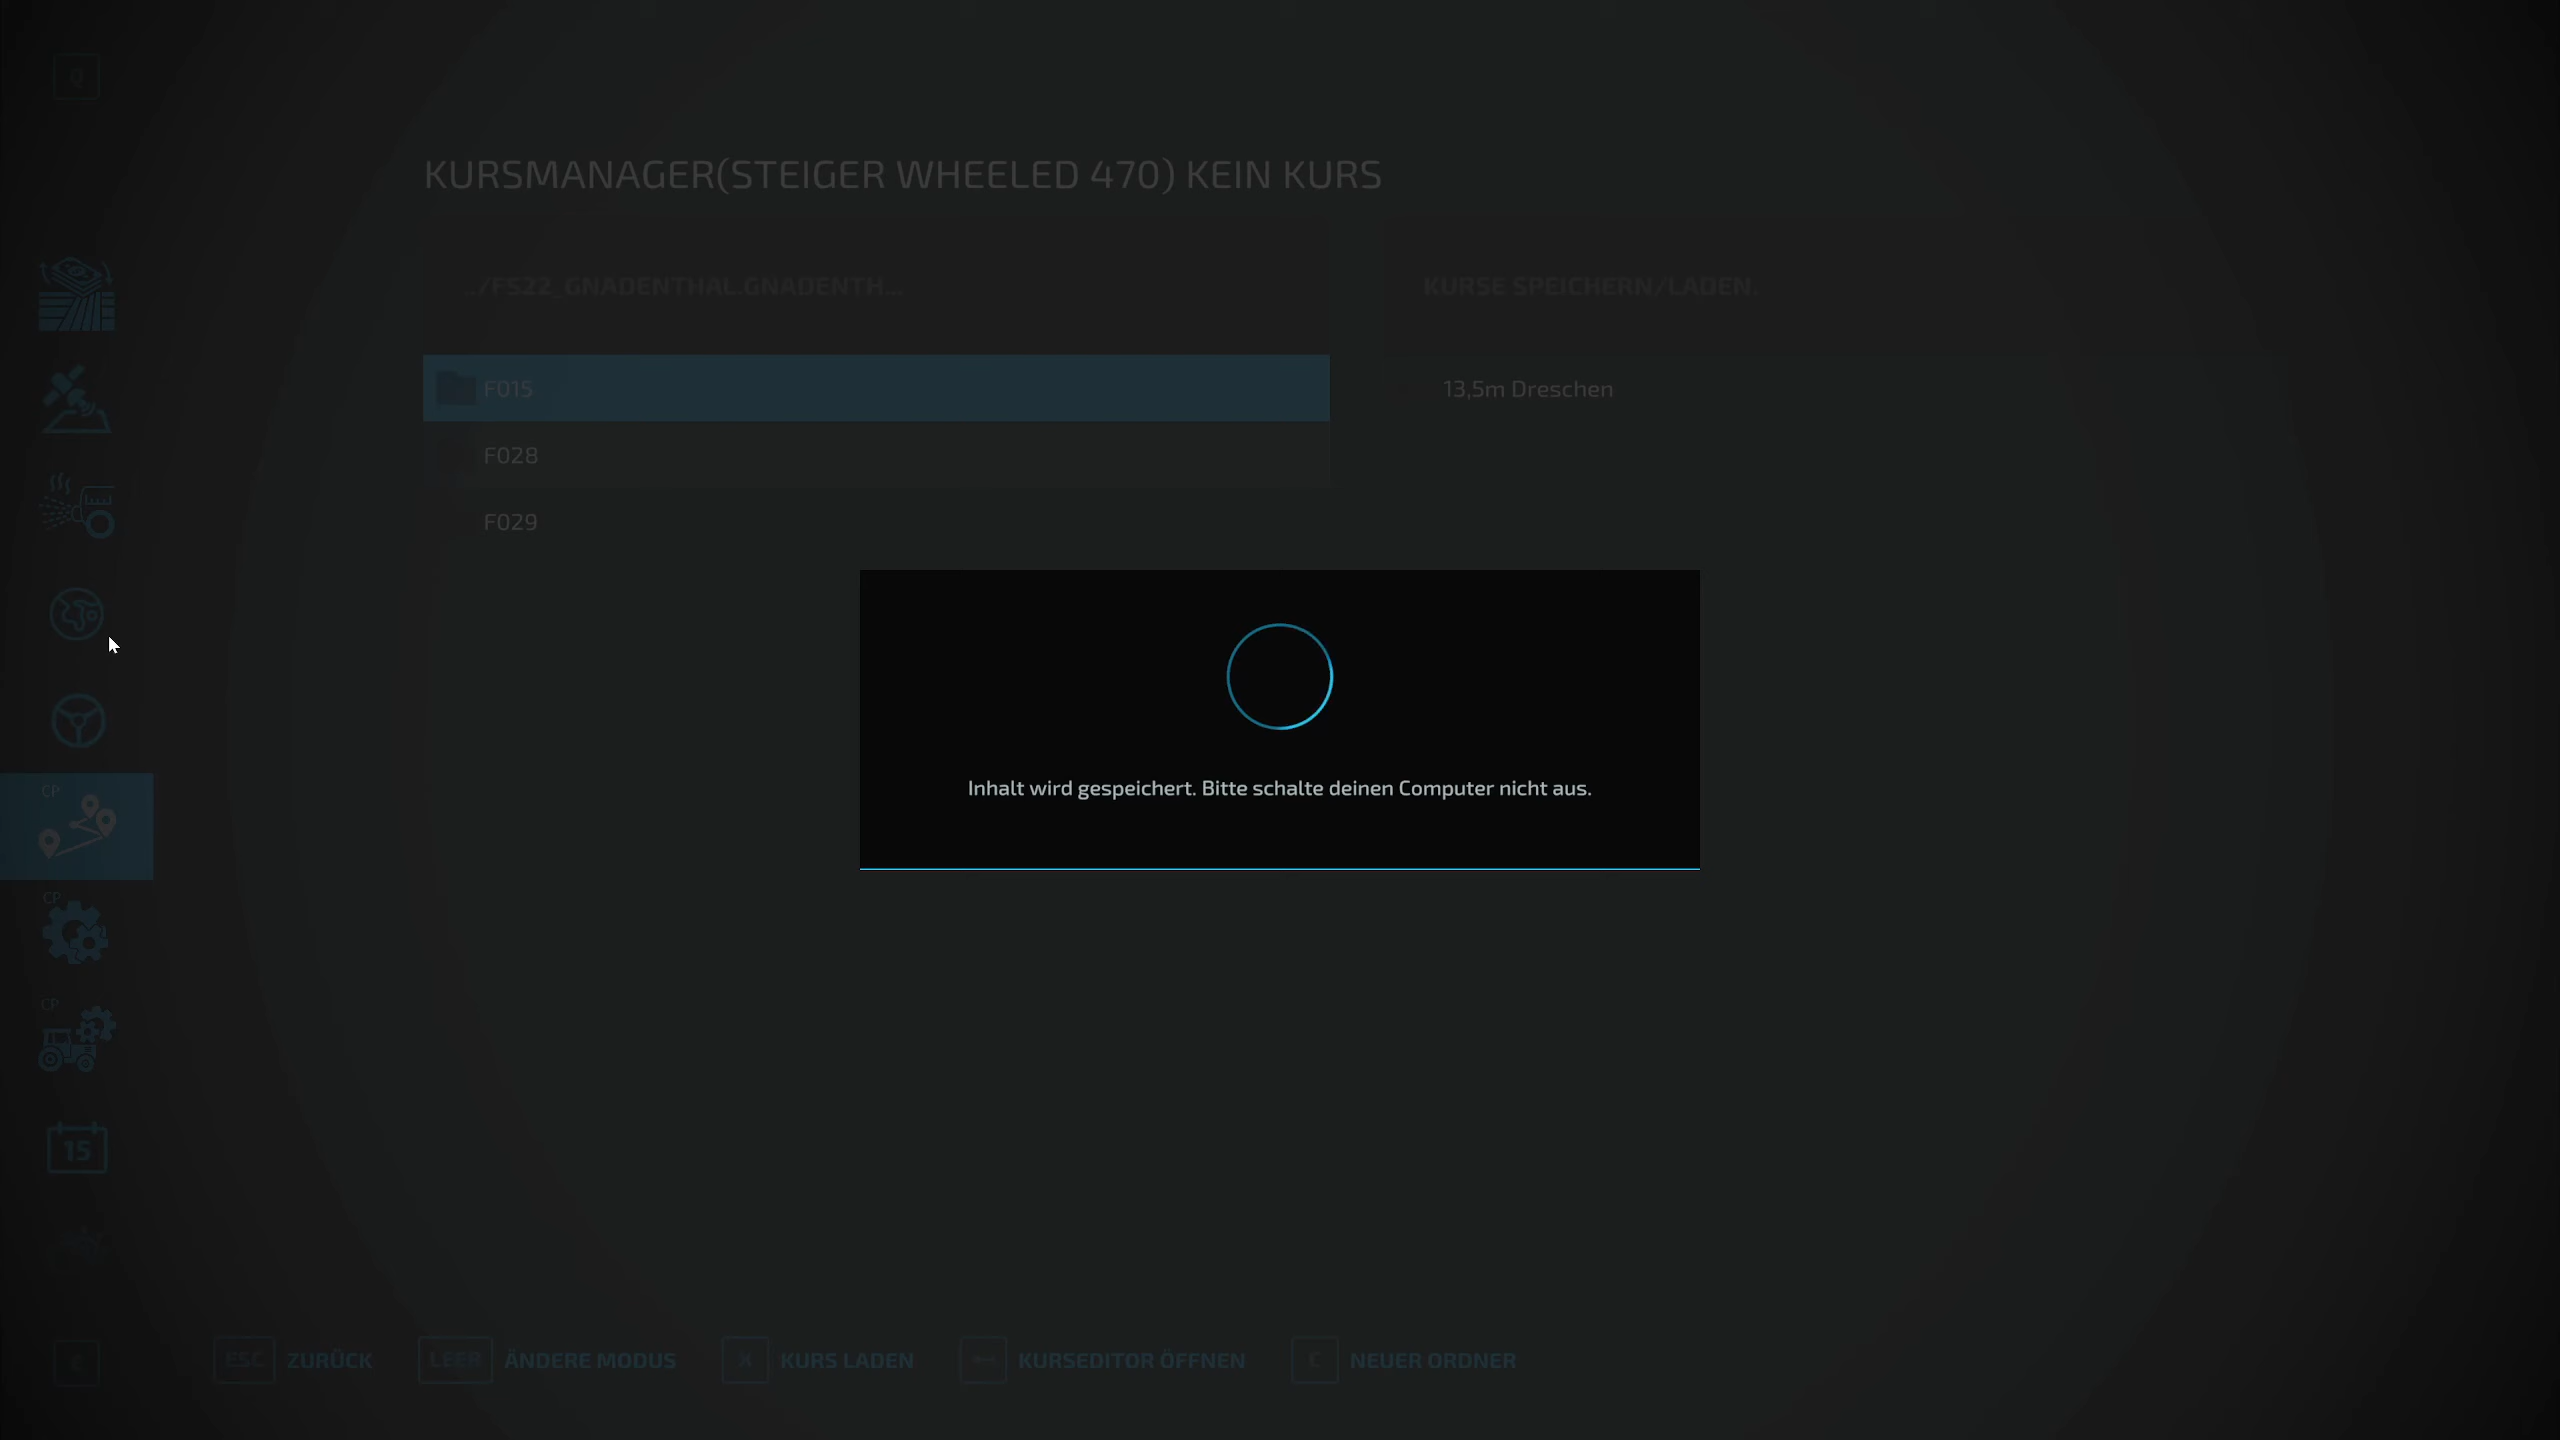 Q
KURSMANAGER(STEIGER WHEELED 470) KEIN KURS
../FS22_GNADENTHAL.GNADENTH...
KURSE SPEICHERN/LADEN.
F015
13,5m Dreschen
F028
F029
Inhalt wird gespeichert. Bitte schalte deinen Computer nicht aus.
CP
CP
CP
15
ESC ZURÜCK LEER ÄNDERE MODUS X KURS LADEN KURSEDITOR ÖFFNEN NEUER ORDNER